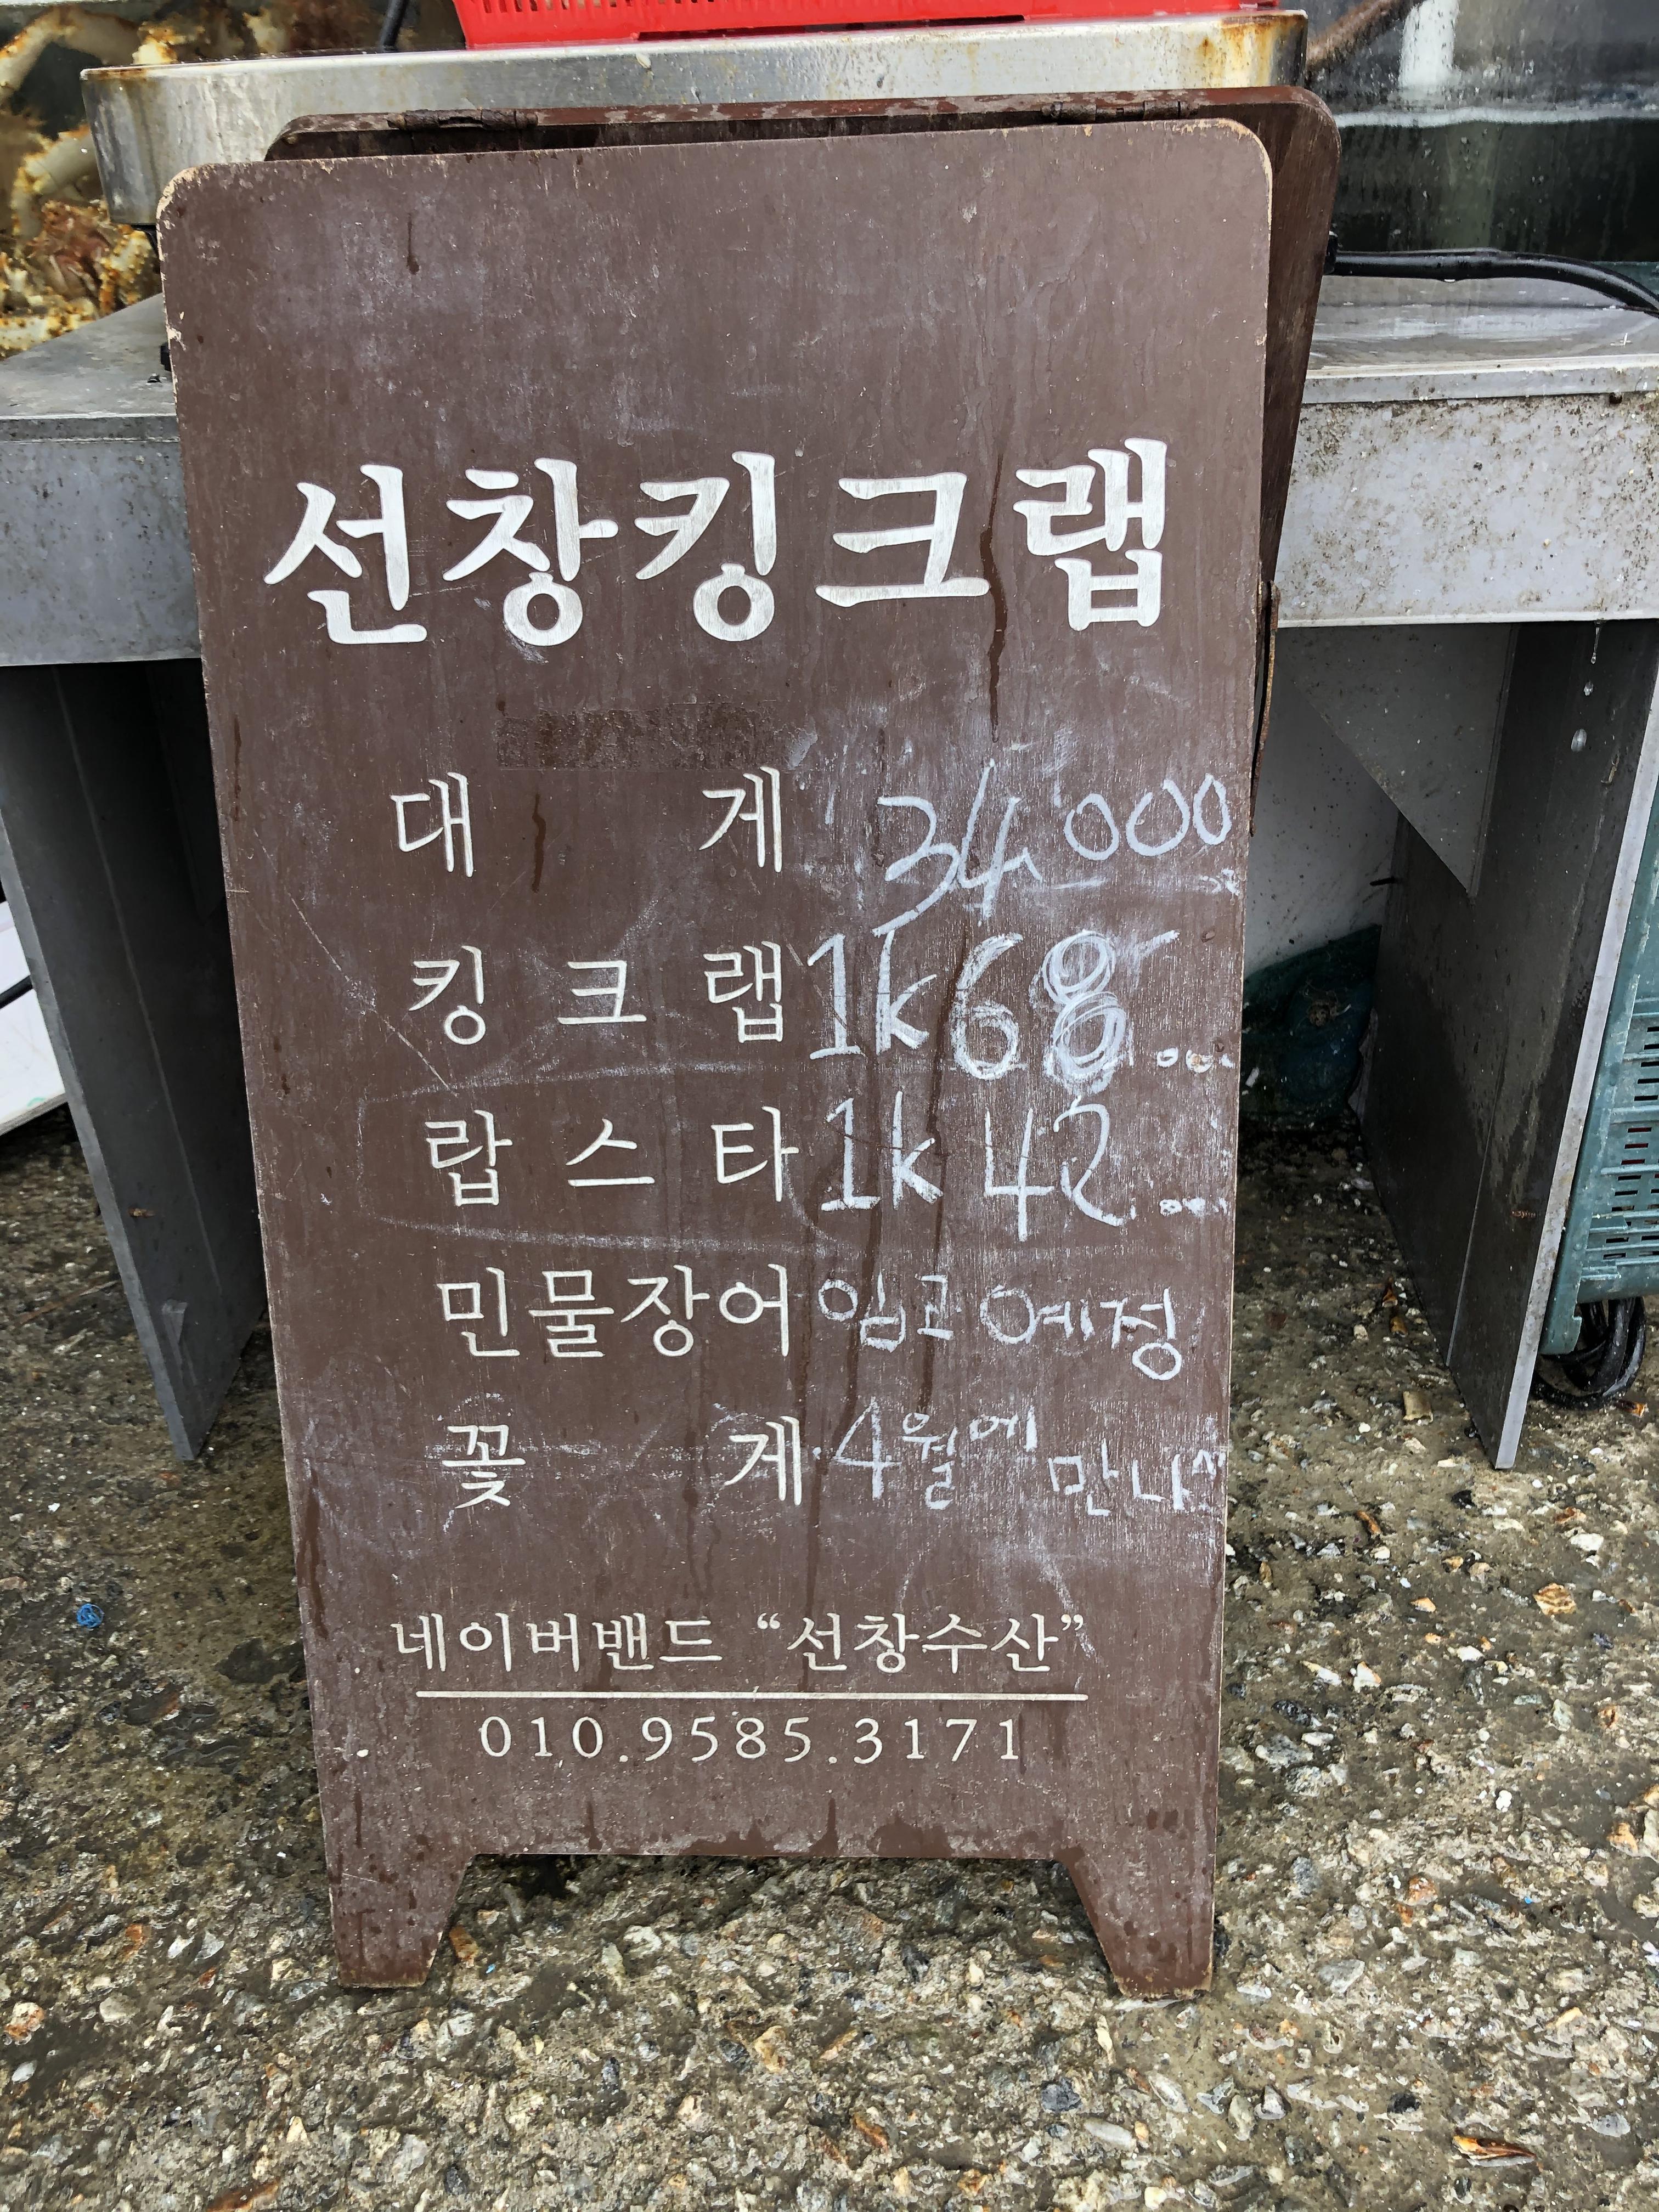 선창킹크랩
대 게 34,000
킹 크 랩 1k 68...
랍 스 타 1k 42...
민물장어 입고 예정
꽃 게 4월에 만나
네이버밴드 “선창수산”
010.9585.3171